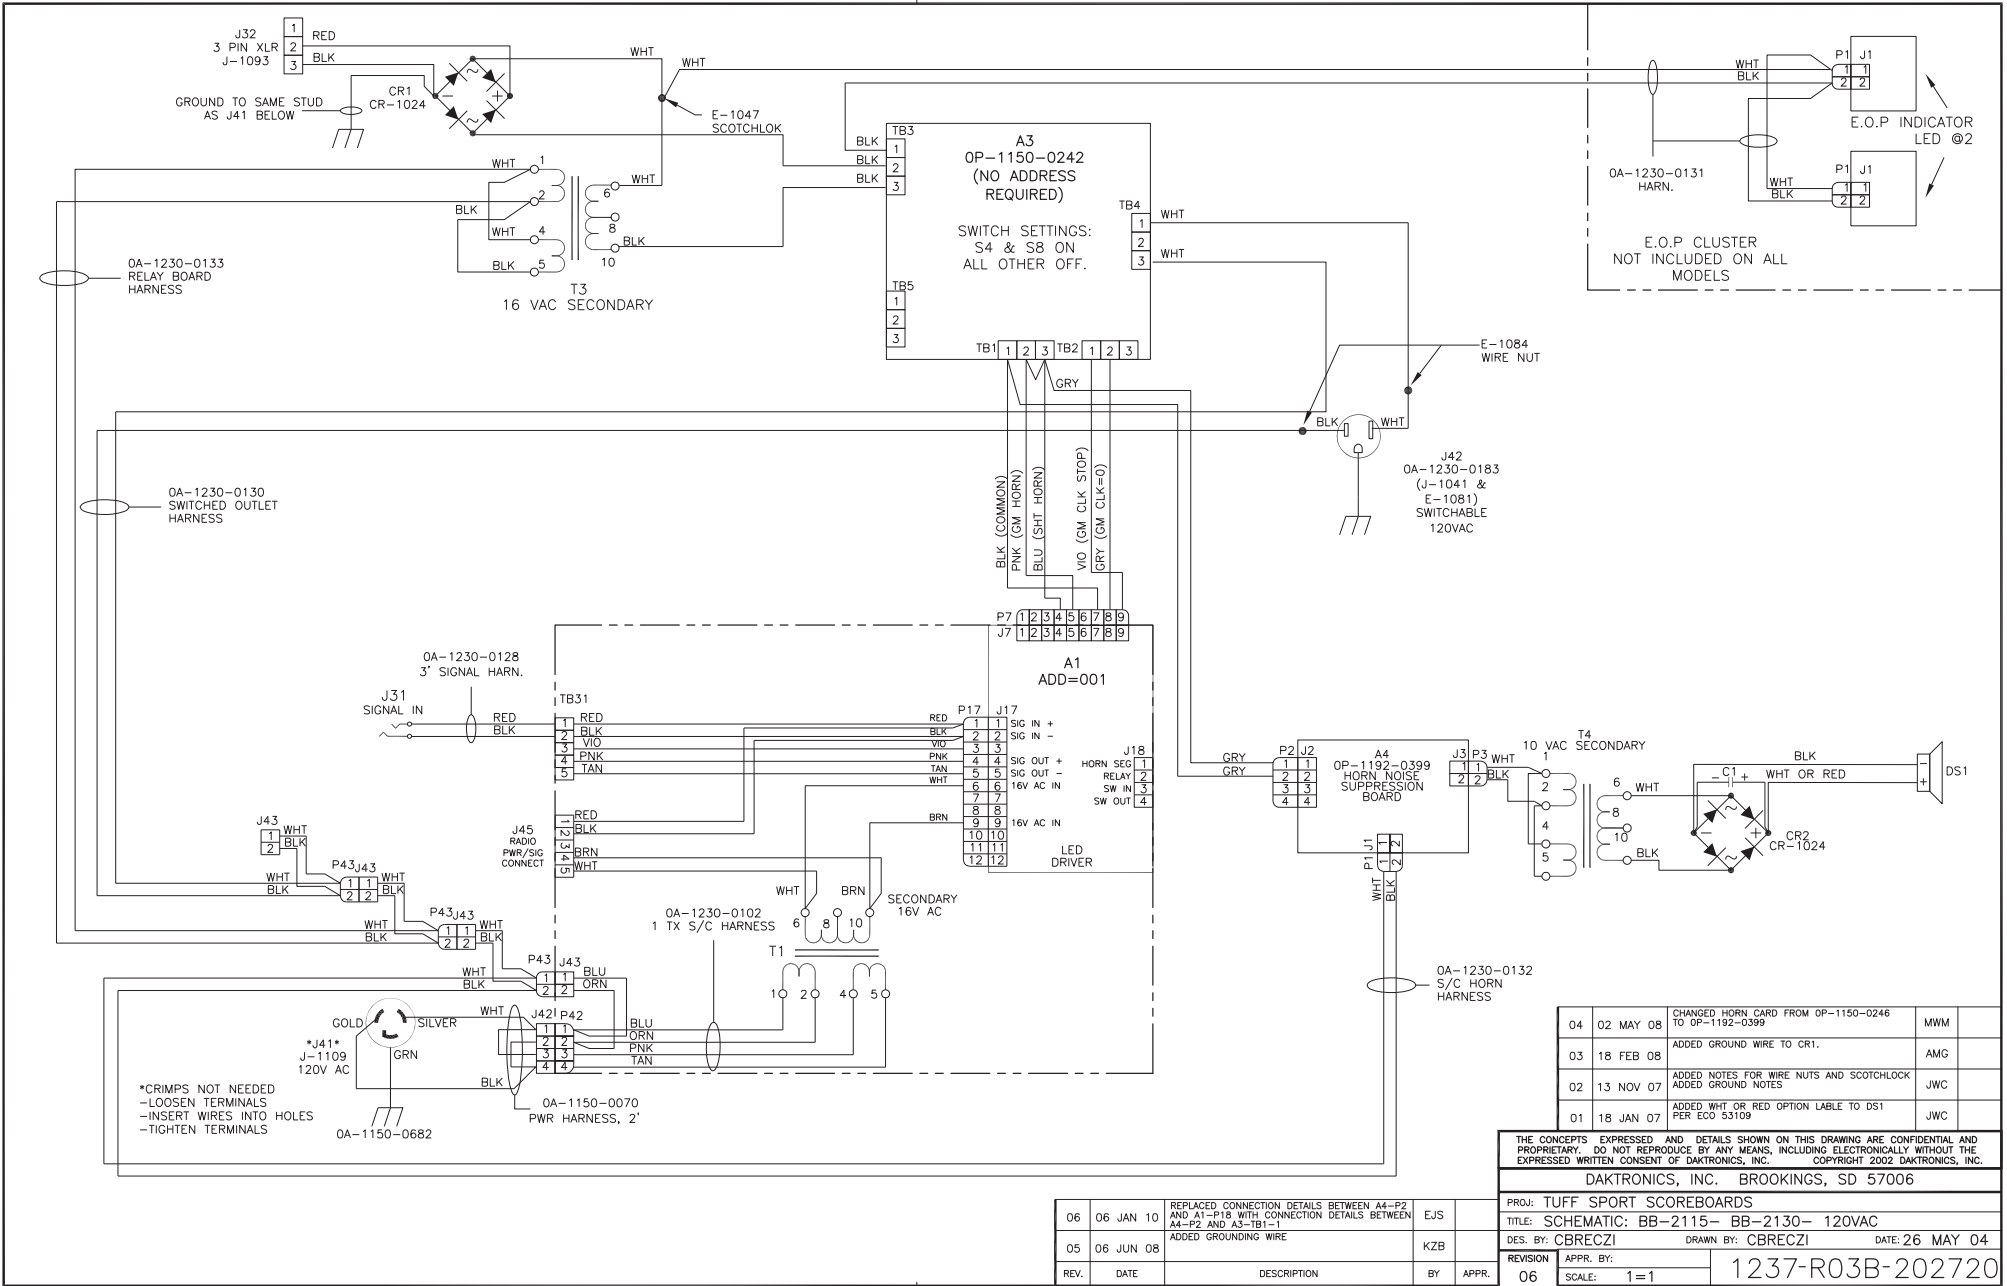 J32
3 PIN XLR
J-1093
1
2
3
RED
BLK
GROUND TO SAME STUD
AS J41 BELOW
CR1
CR-1024
WHT
WHT
E-1047
SCOTCHLOK
WHT 1
2
BLK
WHT 4
BLK 5
6 WHT
8
BLK
10
T3
16 VAC SECONDARY
0A-1230-0133
RELAY BOARD
HARNESS
TB3
BLK 1
BLK 2
BLK 3
A3
0P-1150-0242
(NO ADDRESS
REQUIRED)
SWITCH SETTINGS:
S4 & S8 ON
ALL OTHER OFF.
TB4
1 WHT
2
3 WHT
TB5
1
2
3
TB1 1 2 3 TB2 1 2 3
GRY
WHT
BLK
P1 J1
1 1
2 2
E.O.P INDICATOR
LED @2
0A-1230-0131
HARN.
P1 J1
WHT 1 1
BLK 2 2
E.O.P CLUSTER
NOT INCLUDED ON ALL
MODELS
E-1084
WIRE NUT
BLK
WHT
J42
0A-1230-0183
(J-1041 &
E-1081)
SWITCHABLE
120VAC
0A-1230-0130
SWITCHED OUTLET
HARNESS
BLK (COMMON)
PNK (GM HORN)
BLU (SHT HORN)
VIO (GM CLK STOP)
GRY (GM CLK=0)
P7 1 2 3 4 5 6 7 8 9
J7 1 2 3 4 5 6 7 8 9
A1
ADD=001
0A-1230-0128
3' SIGNAL HARN.
J31
SIGNAL IN
RED
BLK
TB31
1 RED
2 BLK
3 VIO
4 PNK
5 TAN
P17 J17
RED 1 1 SIG IN +
BLK 2 2 SIG IN -
VIO 3 3
PNK 4 4 SIG OUT +
TAN 5 5 SIG OUT -
WHT 6 6 16V AC IN
7 7
8 8
BRN 9 9 16V AC IN
10 10
11 11
12 12
J18
HORN SEG 1
RELAY 2
SW IN 3
SW OUT 4
LED
DRIVER
J45
RADIO
PWR/SIG
CONNECT
1 RED
2 BLK
3
4 BRN
5 WHT
WHT
BRN
SECONDARY
16V AC
6 8 10
T1
1 2 4 5
0A-1230-0102
1 TX S/C HARNESS
J43
1 WHT
2 BLK
P43 J43
WHT 1 1 WHT
BLK 2 2 BLK
P43 J43
WHT 1 1 WHT
BLK 2 2 BLK
P43 J43
WHT 1 1 BLU
BLK 2 2 ORN
WHT
J42 P42
1 1 BLU
2 2 ORN
3 3 PNK
4 4 TAN
BLK
GOLD
SILVER
GRN
*J41*
J-1109
120V AC
0A-1150-0682
*CRIMPS NOT NEEDED
-LOOSEN TERMINALS
-INSERT WIRES INTO HOLES
-TIGHTEN TERMINALS
0A-1150-0070
PWR HARNESS, 2'
GRY
GRY
P2 J2
1 1
2 2
3 3
4 4
A4
0P-1192-0399
HORN NOISE
SUPPRESSION
BOARD
J3 P3
1 1 WHT
2 2 BLK
P1 J1
1 1
2 2
WHT
BLK
0A-1230-0132
S/C HORN
HARNESS
T4
10 VAC SECONDARY
1
2
4
5
6 WHT
8
10
BLK
BLK
WHT OR RED
- C1 +
DS1
- +
CR2
CR-1024
04 02 MAY 08 CHANGED HORN CARD FROM 0P-1150-0246
TO 0P-1192-0399 MWM
03 18 FEB 08 ADDED GROUND WIRE TO CR1. AMG
02 13 NOV 07 ADDED NOTES FOR WIRE NUTS AND SCOTCHLOCK
ADDED GROUND NOTES JWC
01 18 JAN 07 ADDED WHT OR RED OPTION LABLE TO DS1
PER ECO 53109 JWC
THE CONCEPTS EXPRESSED AND DETAILS SHOWN ON THIS DRAWING ARE CONFIDENTIAL AND
PROPRIETARY. DO NOT REPRODUCE BY ANY MEANS, INCLUDING ELECTRONICALLY WITHOUT THE
EXPRESSED WRITTEN CONSENT OF DAKTRONICS, INC. COPYRIGHT 2002 DAKTRONICS, INC.
DAKTRONICS, INC. BROOKINGS, SD 57006
PROJ: TUFF SPORT SCOREBOARDS
TITLE: SCHEMATIC: BB-2115- BB-2130- 120VAC
DES. BY: CBRECZI DRAWN BY: CBRECZI DATE: 26 MAY 04
REVISION
06
APPR. BY:
SCALE: 1=1
1237-R03B-202720
06 06 JAN 10 REPLACED CONNECTION DETAILS BETWEEN A4-P2
AND A1-P18 WITH CONNECTION DETAILS BETWEEN
A4-P2 AND A3-TB1-1 EJS
05 06 JUN 08 ADDED GROUNDING WIRE KZB
REV. DATE DESCRIPTION BY APPR.